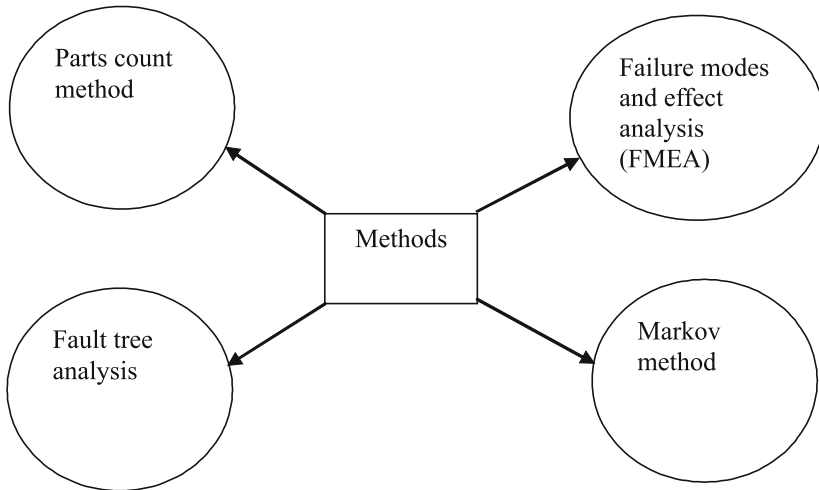 Parts count
method
Failure modes
and effect
analysis
(FMEA)
Methods
Fault tree
analysis
Markov
method